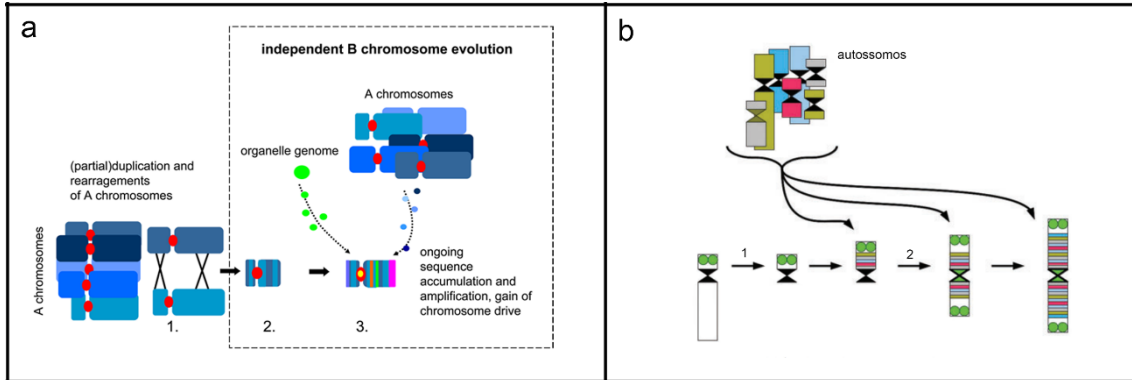 a
independent B chromosome evolution
A chromosomes
organelle genome
(partial)duplication and
rearragements
of A chromosomes
A chromosomes
ongoing
sequence
accumulation and
amplification, gain of
chromosome drive
1.
2.
3.
b
autossomos
1
2